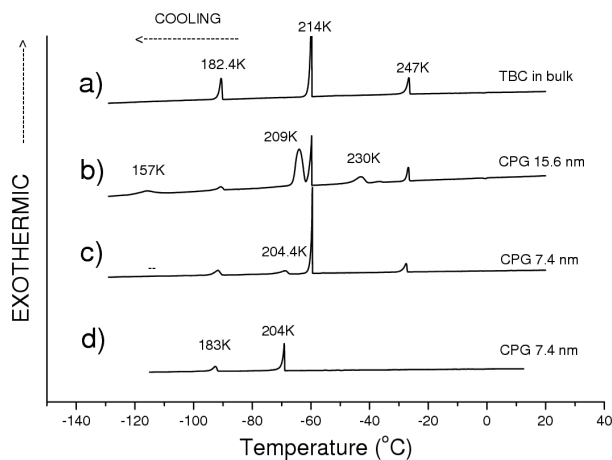 COOLING
214K
182.4K
247K
a)
TBC in bulk
209K
157K
230K
b)
CPG 15.6 nm
204.4K
c)
--
CPG 7.4 nm
d)
183K
204K
CPG 7.4 nm
EXOTHERMIC
-140 -120 -100 -80 -60 -40 -20 0 20 40
Temperature (°C)